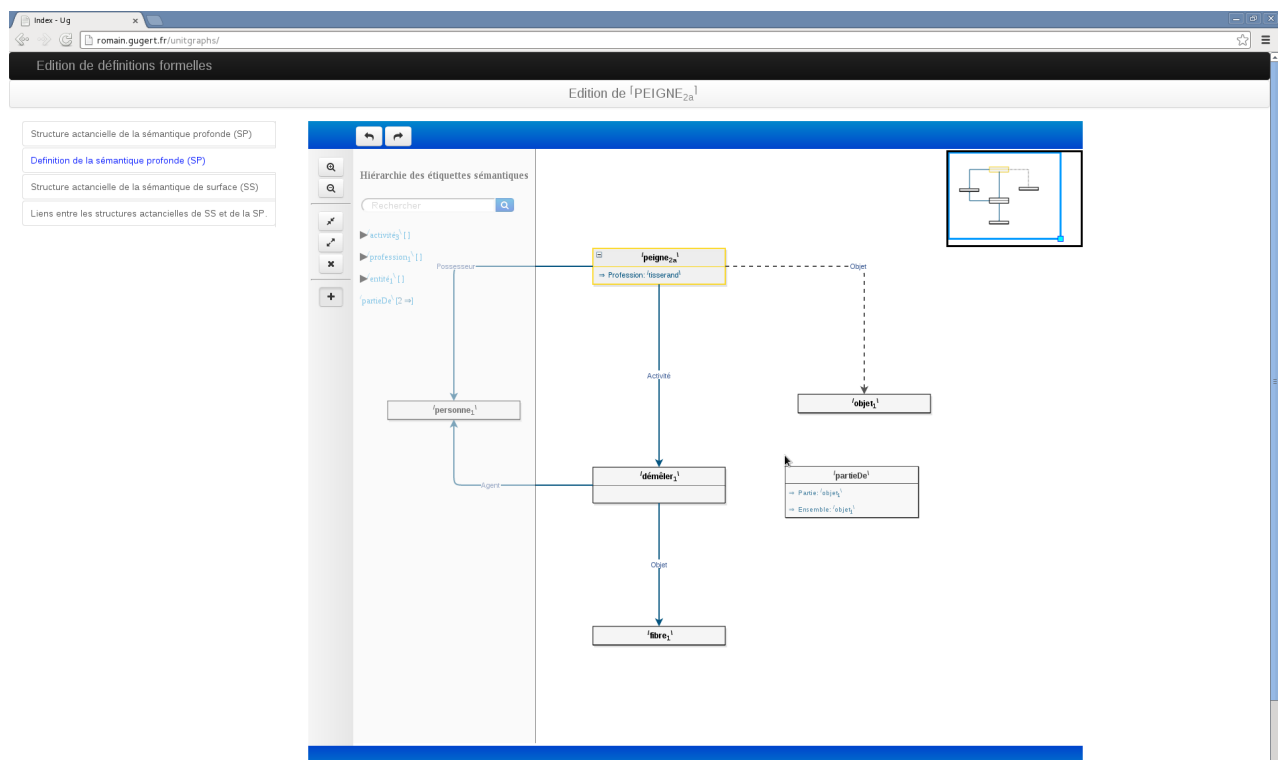 Index - Ug
romain.gugert.fr/unitgraphs/
Edition de définitions formelles
Edition de ⌈PEIGNE2a⌉
Structure actancielle de la sémantique profonde (SP)
Definition de la sémantique profonde (SP)
Structure actancielle de la sémantique de surface (SS)
Liens entre les structures actancielles de SS et de la SP.
Hiérarchie des étiquettes sémantiques
Rechercher
▶ ⌈activité3⌉ [ ]
▶ ⌈profession1⌉ [ ]
▶ ⌈entité1⌉ [ ]
⌈partieDe⌉ [2 ⇒]
Possesseur
⌈peigne2a⌉
⇒ Profession: ⌈tisserand⌉
Objet
Activité
⌈personne1⌉
⌈objet1⌉
Agent
⌈démêler1⌉
⌈partieDe⌉
⇒ Partie: ⌈objet1⌉
⇒ Ensemble: ⌈objet1⌉
Objet
⌈fibre1⌉